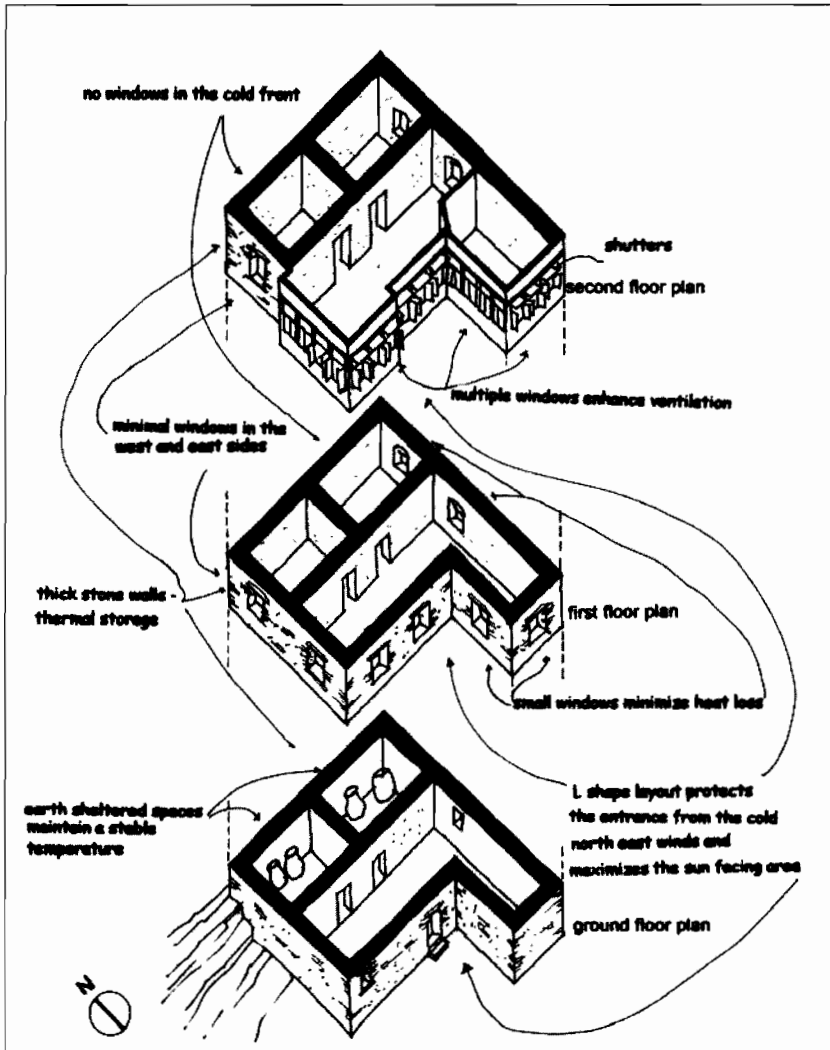 no windows in the cold front
shutters
second floor plan
multiple windows enhance ventilation
minimal windows in the
west and east sides
thick stone walls -
thermal storage
first floor plan
small windows minimize heat loss
earth sheltered spaces
maintain a stable
temperature
L shape layout protects
the entrance from the cold
north east winds and
maximizes the sun facing area
ground floor plan
N